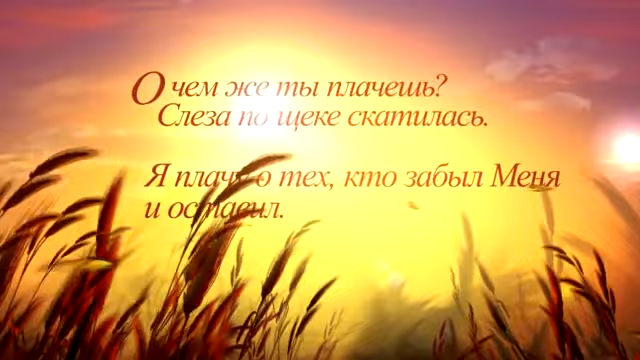 О чем же ты плачешь?
Слеза по щеке скатилась.
Я плачу о тех, кто забыл Меня
и оставил.